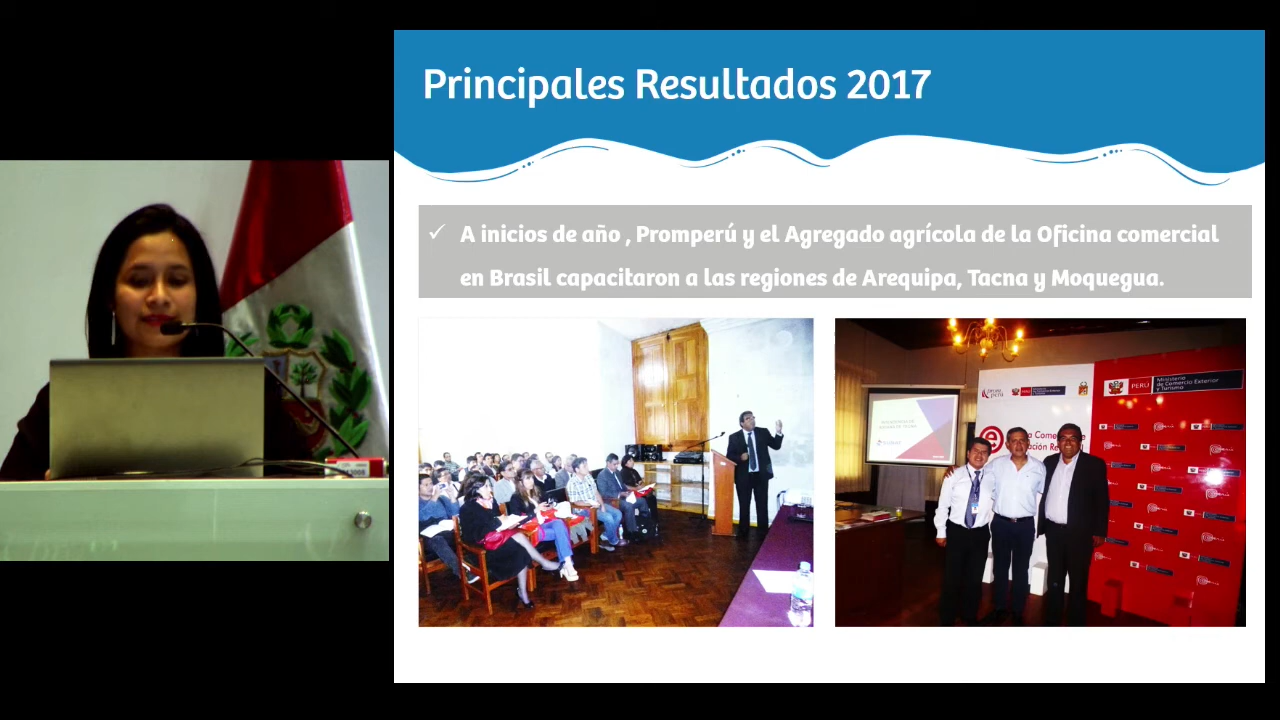 Principales Resultados 2017
✓ A inicios de año , Promperú y el Agregado agrícola de la Oficina comercial
en Brasil capacitaron a las regiones de Arequipa, Tacna y Moquegua.
PERÚ
Ministerio
de Comercio Exterior
y Turismo